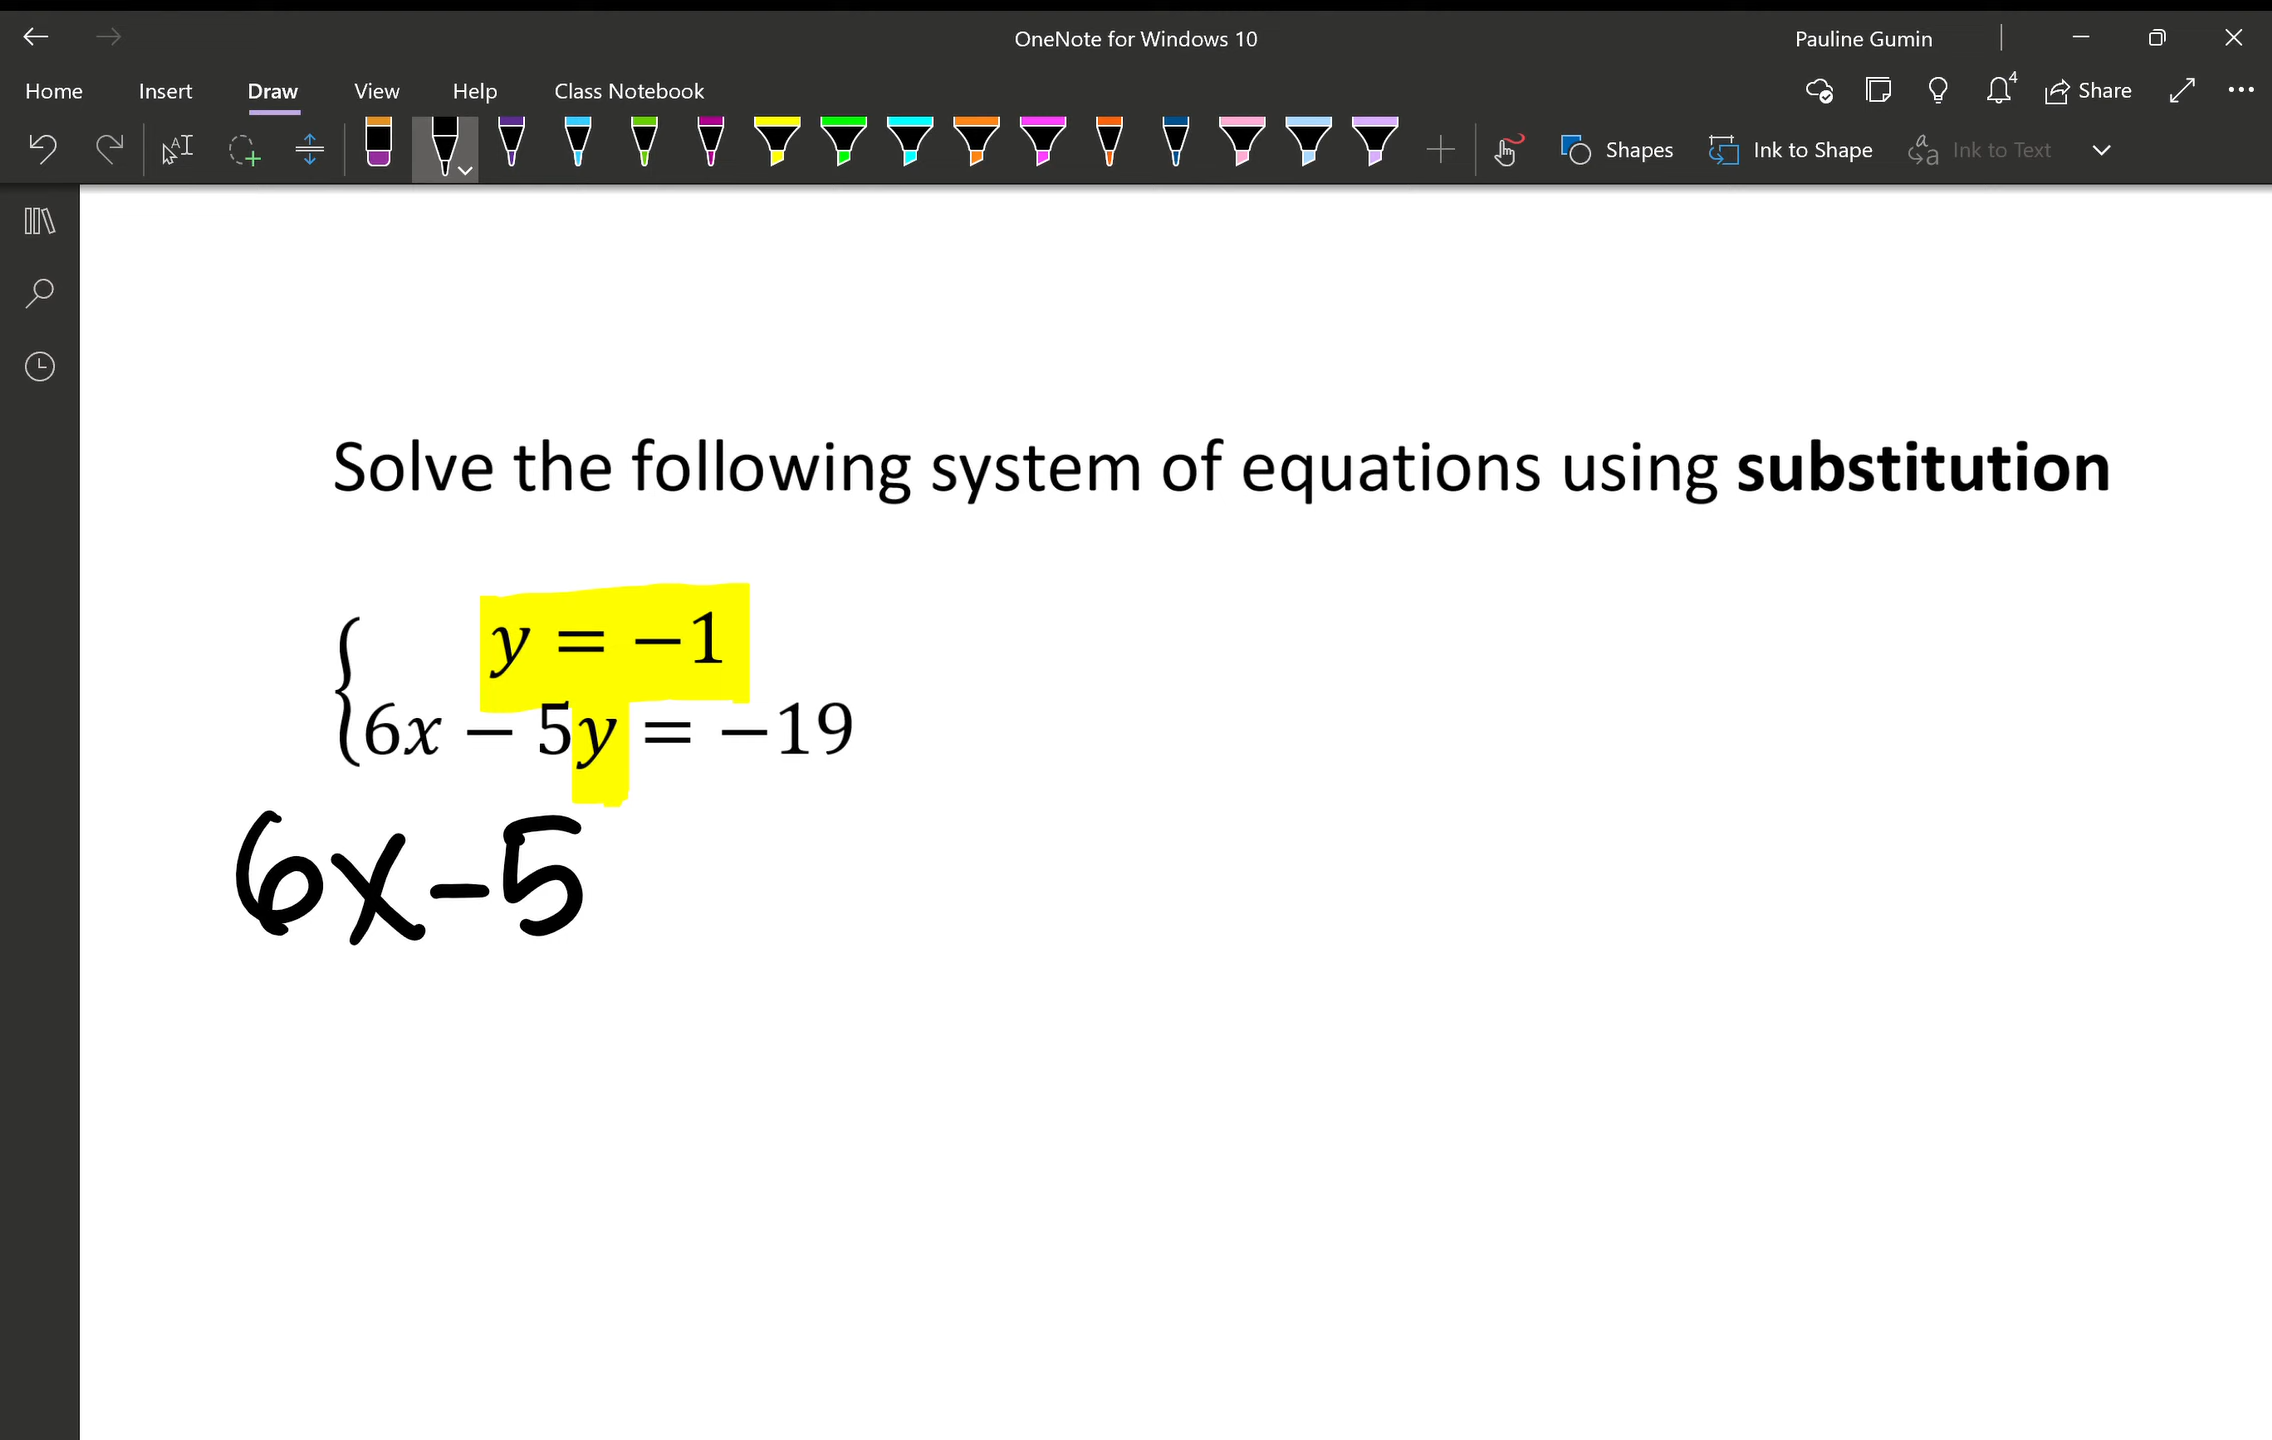 OneNote for Windows 10
Pauline Gumin
Home Insert Draw View Help Class Notebook
4 Share
Shapes Ink to Shape Ink to Text
Solve the following system of equations using substitution
y = −1
6x − 5y = −19
6x-5